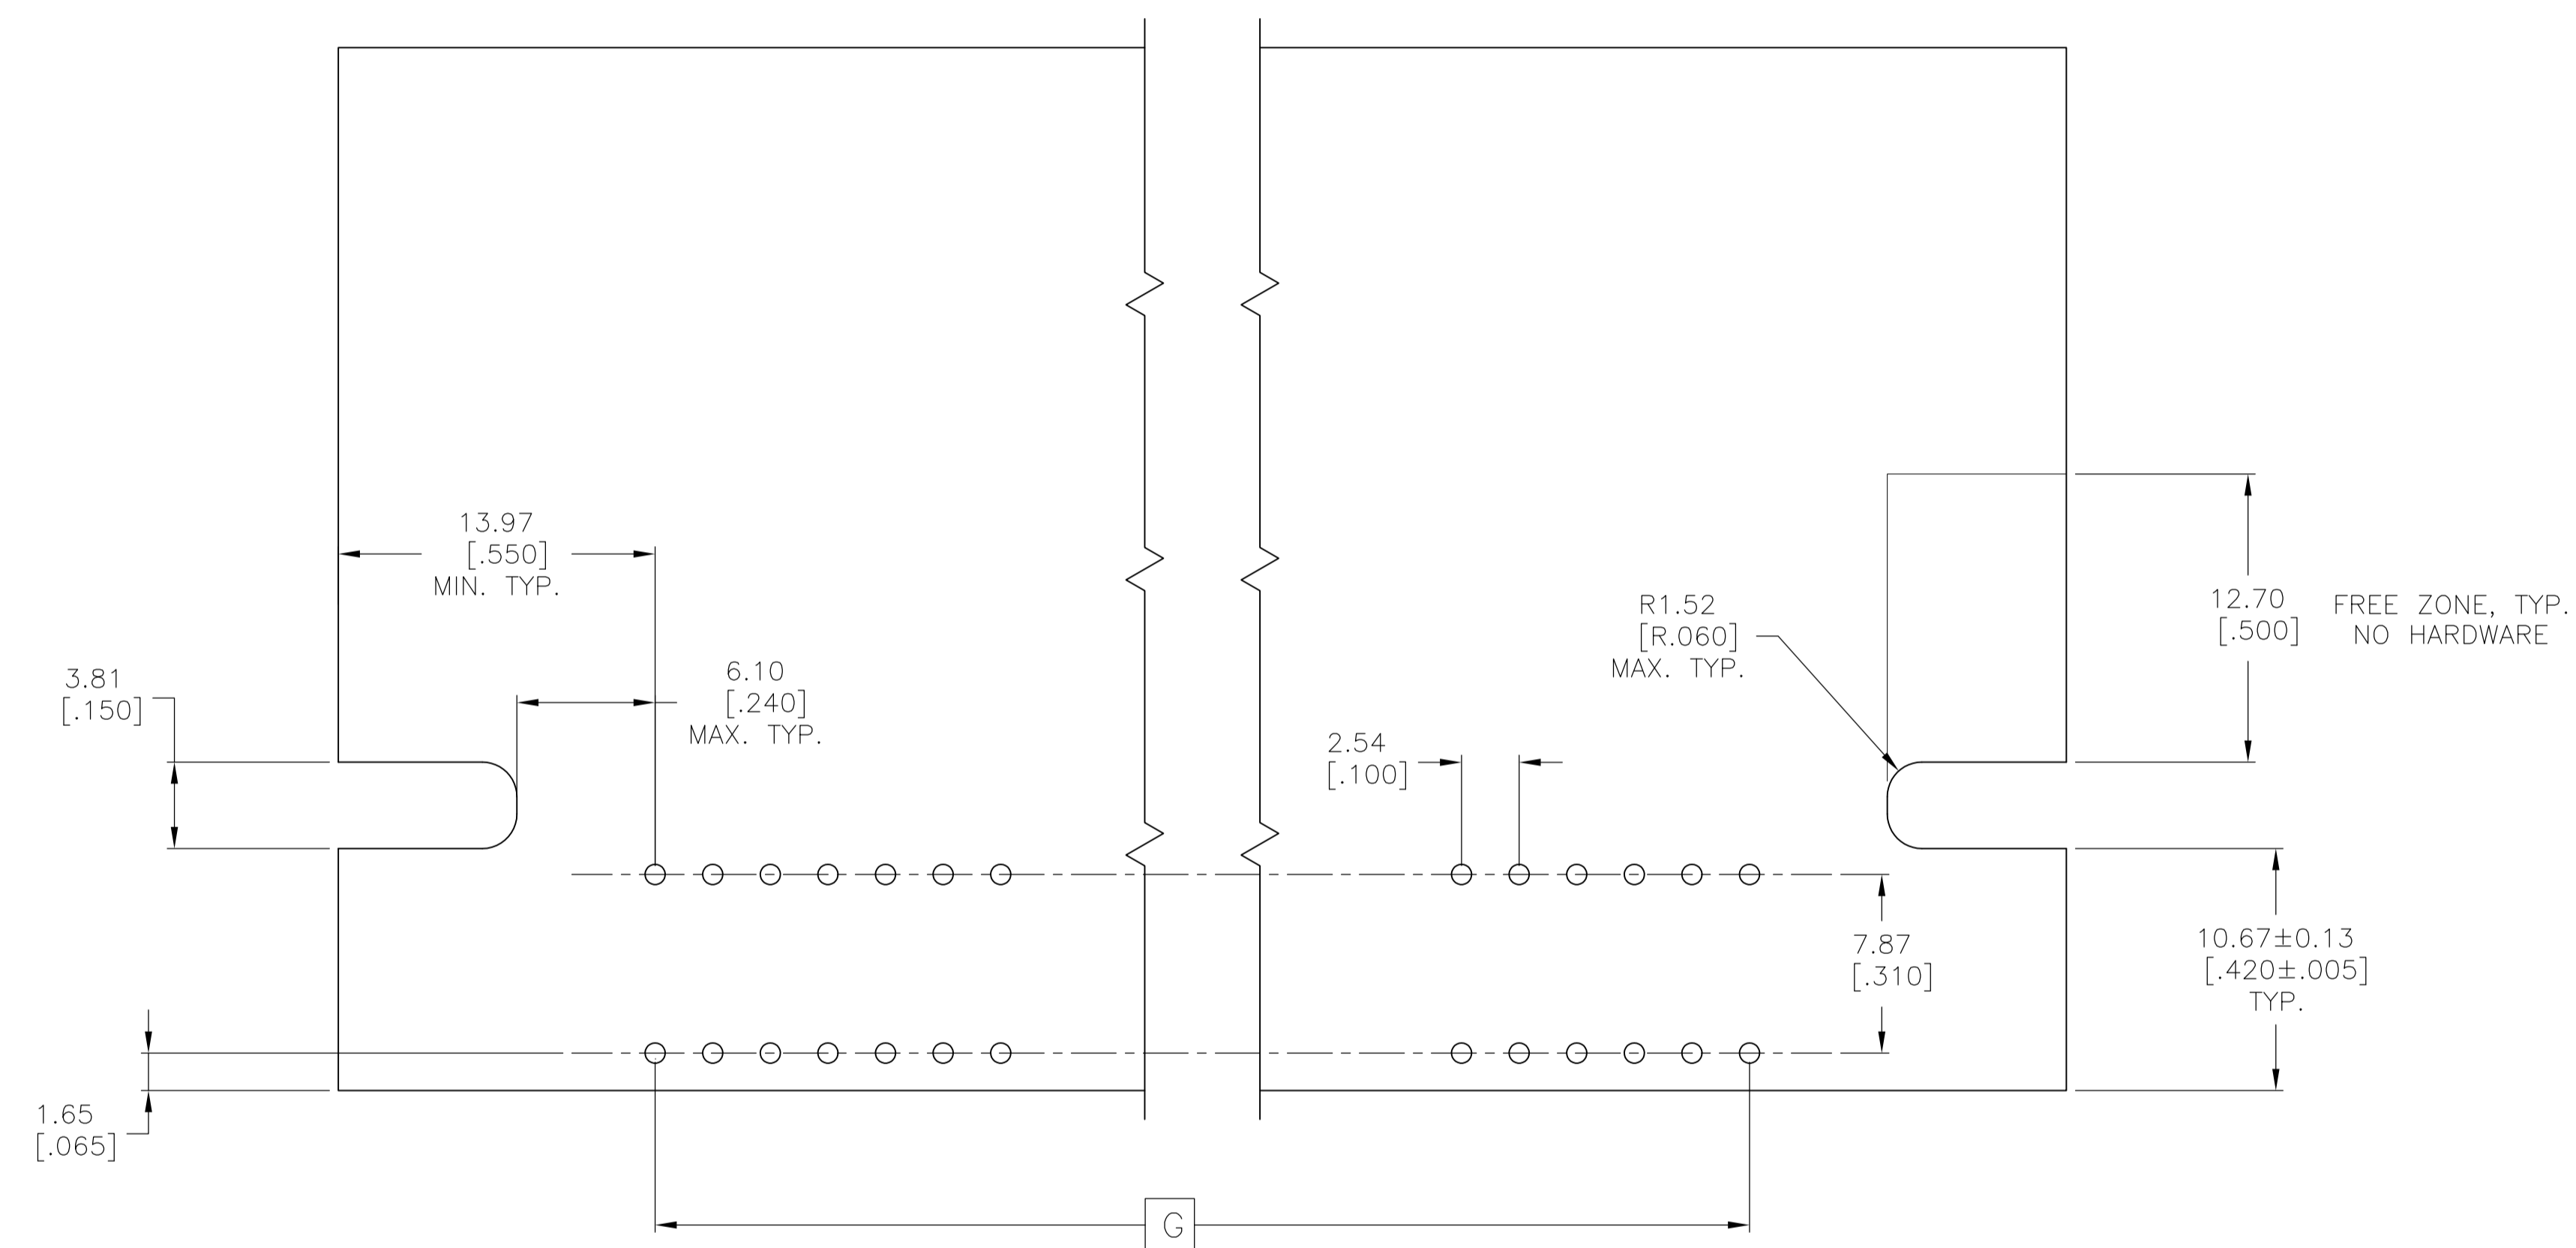 13.97
[.550]
MIN. TYP.
3.81
[.150]
6.10
[.240]
MAX. TYP.
2.54
[.100]
R1.52
[R.060]
MAX. TYP.
12.70
[.500]
FREE ZONE, TYP.
NO HARDWARE
7.87
[.310]
10.67±0.13
[.420±.005]
TYP.
1.65
[.065]
G